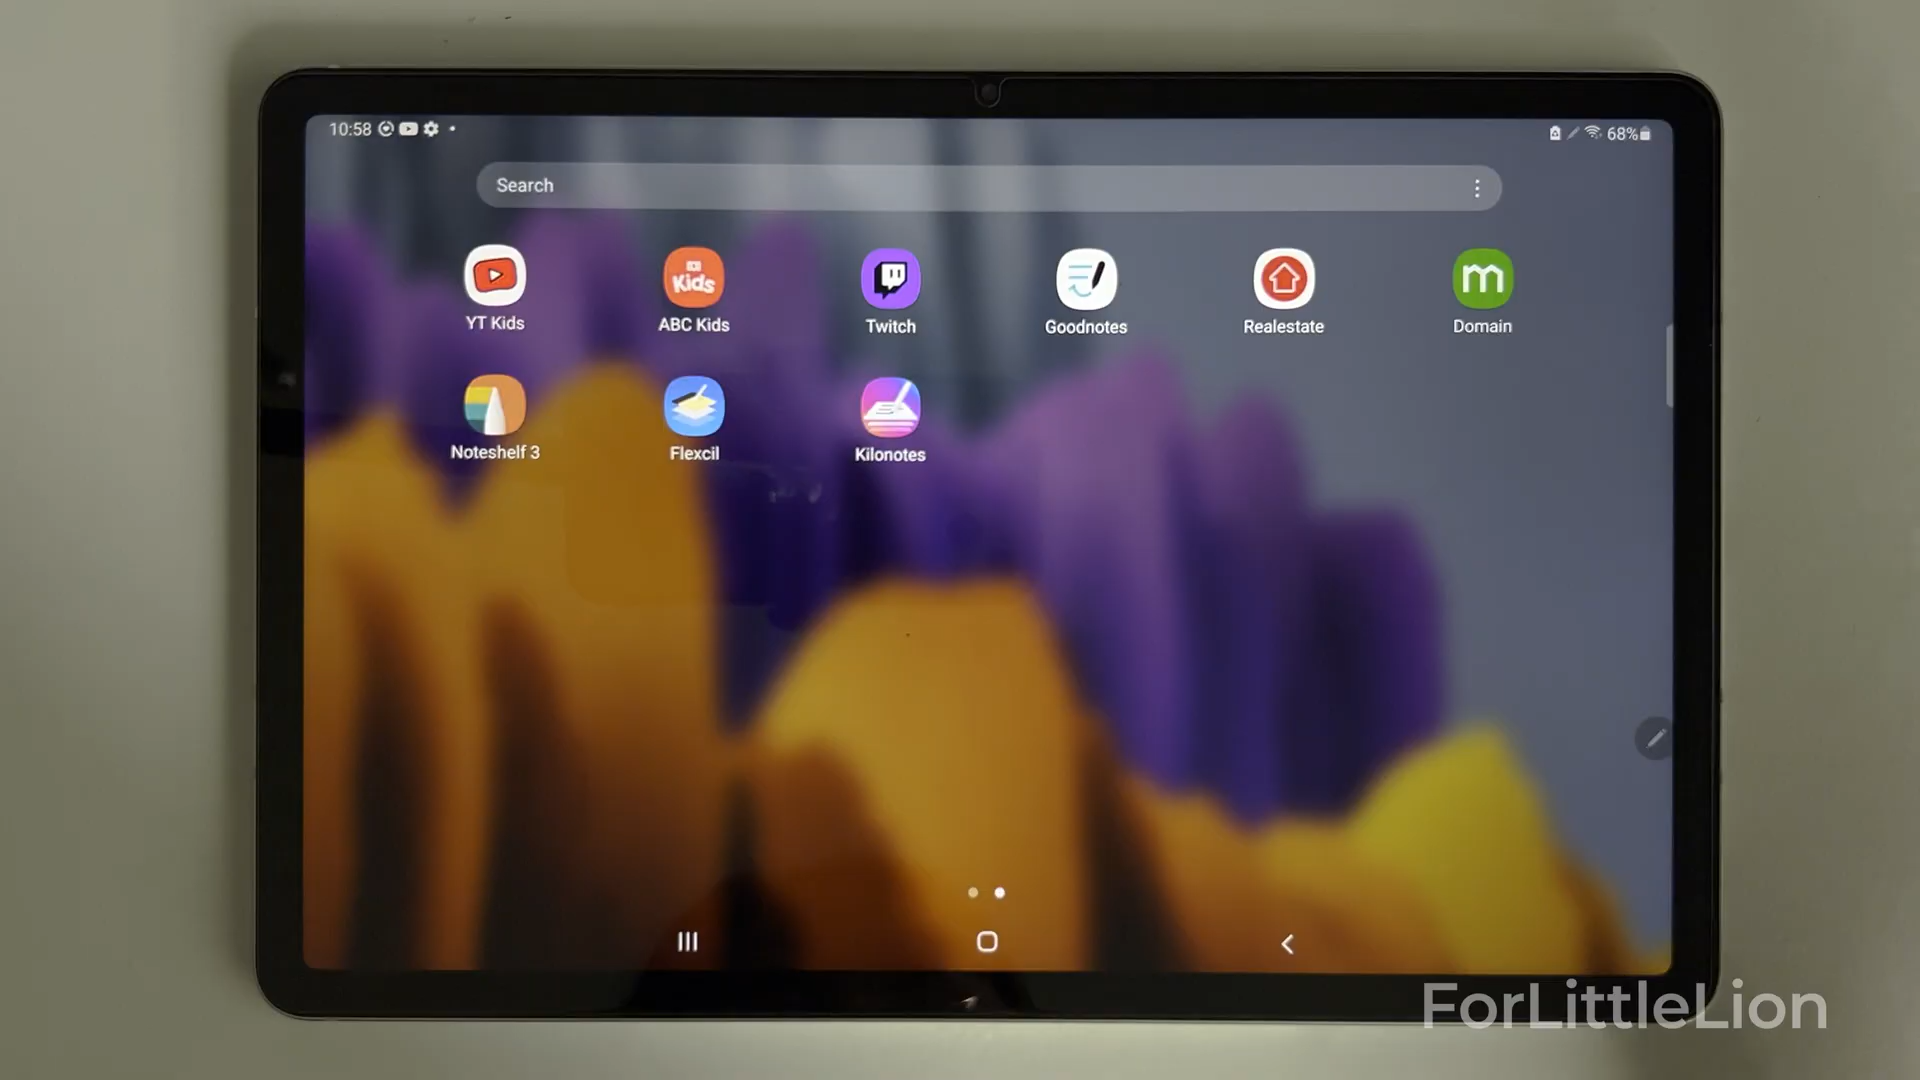 10:58
68%
Search
Kids
YT Kids
ABC Kids
Twitch
Goodnotes
Realestate
Domain
Noteshelf 3
Flexcil
Kilonotes
ForLittleLion